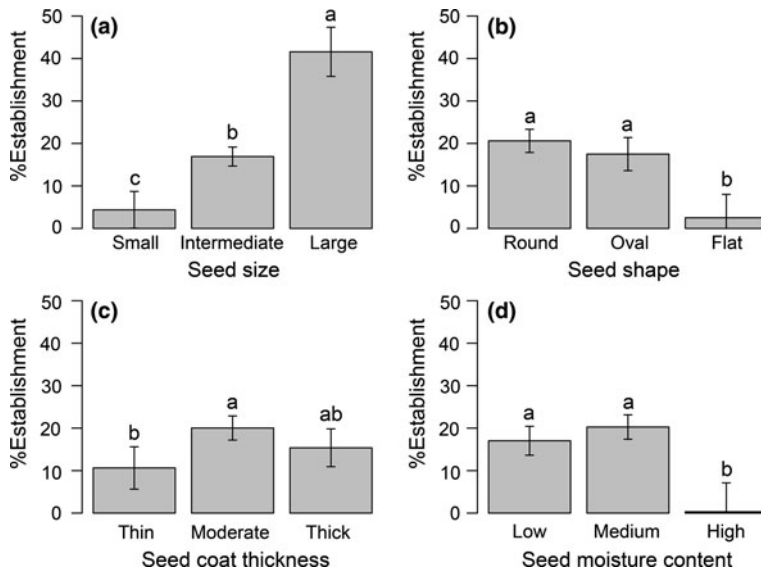 (a)
%Establishment
50
40
30
20
10
0
c
b
a
Small Intermediate Large
Seed size
(b)
%Establishment
50
40
30
20
10
0
a
a
b
Round Oval Flat
Seed shape
(c)
%Establishment
50
40
30
20
10
0
b
a
ab
Thin Moderate Thick
Seed coat thickness
(d)
%Establishment
50
40
30
20
10
0
a
a
b
Low Medium High
Seed moisture content